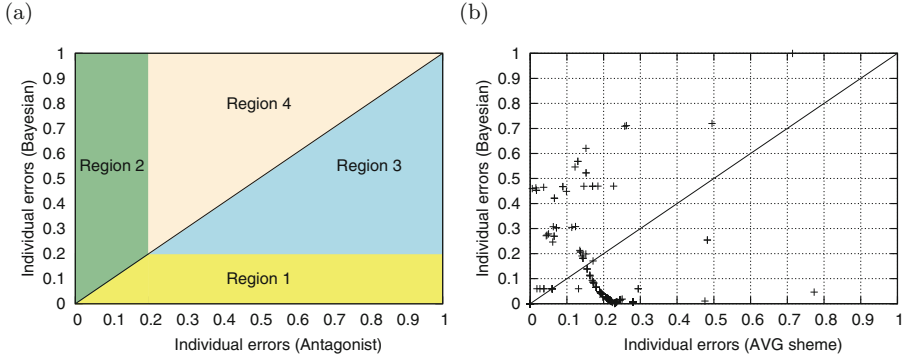 (a)
Individual errors (Bayesian)
1
0.9
0.8
0.7
0.6
0.5
0.4
0.3
0.2
0.1
0
Region 4
Region 2
Region 3
Region 1
0 0.1 0.2 0.3 0.4 0.5 0.6 0.7 0.8 0.9 1
Individual errors (Antagonist)
(b)
Individual errors (Bayesian)
1
0.9
0.8
0.7
0.6
0.5
0.4
0.3
0.2
0.1
0
0 0.1 0.2 0.3 0.4 0.5 0.6 0.7 0.8 0.9 1
Individual errors (AVG sheme)